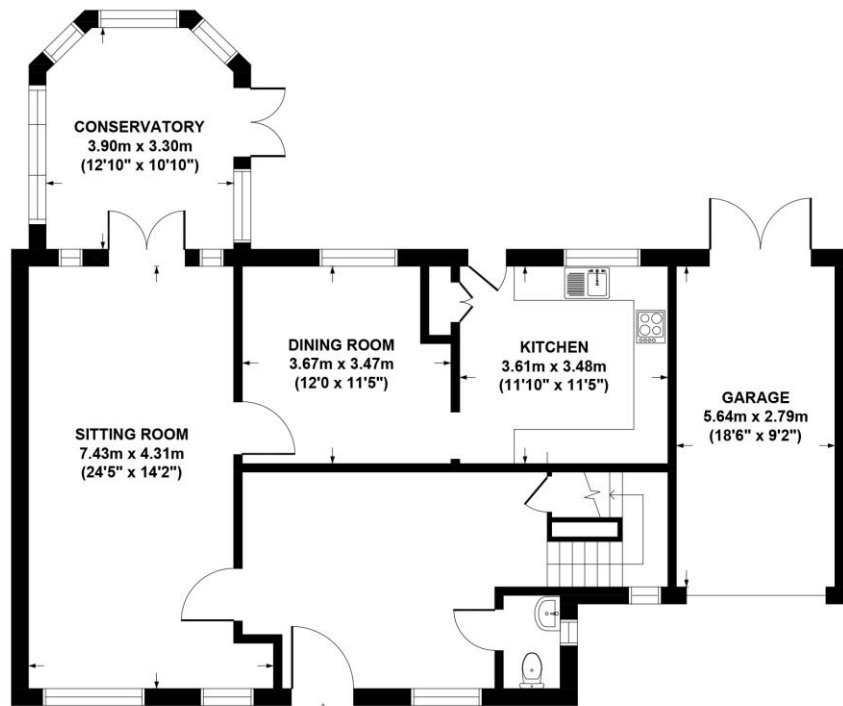 CONSERVATORY
3.90m x 3.30m
(12'10" x 10'10")
DINING ROOM
3.67m x 3.47m
(12'0 x 11'5")
KITCHEN
3.61m x 3.48m
(11'10" x 11'5")
GARAGE
5.64m x 2.79m
(18'6" x 9'2")
SITTING ROOM
7.43m x 4.31m
(24'5" x 14'2")